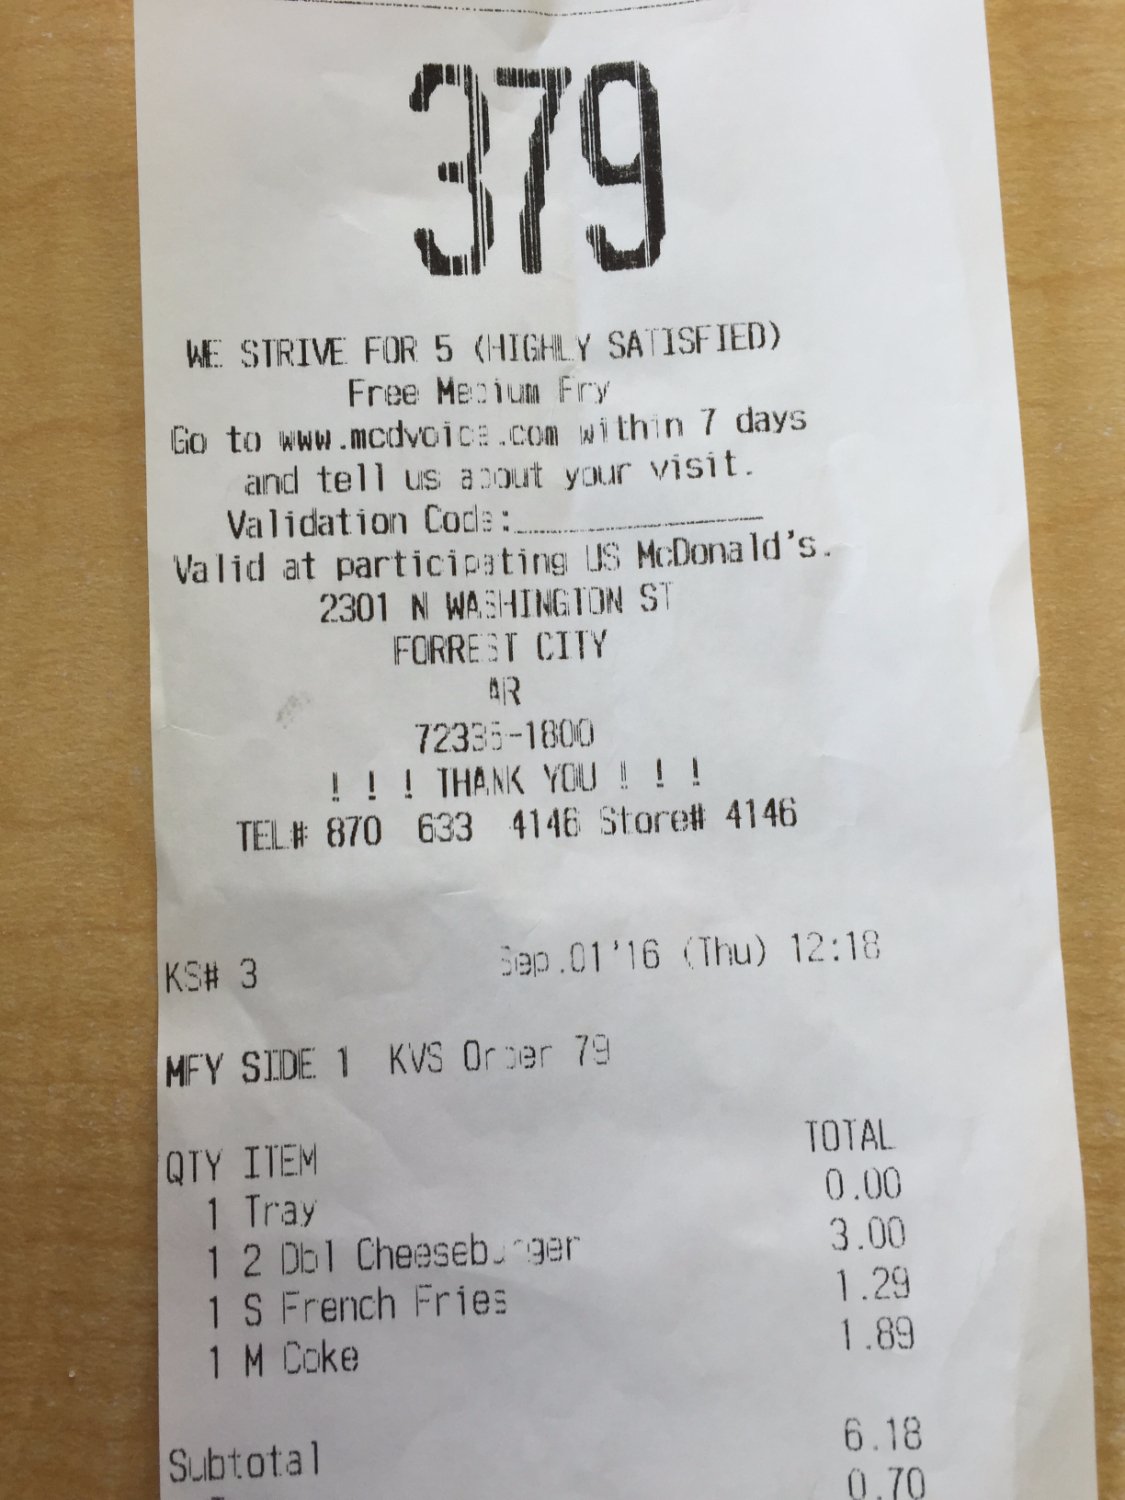 379
WE STRIVE FOR 5 (HIGHLY SATISFIED)
Free Medium Fry
Go to www.mcdvoice.com within 7 days
and tell us about your visit.
Validation Code:
Valid at participating US McDonald's.
2301 N WASHINGTON ST
FORREST CITY
AR
72335-1800
! ! ! THANK YOU ! ! !
TEL# 870 633 4146 Store# 4146
KS# 3 Sep.01'16 (Thu) 12:18
MFY SIDE 1 KVS Order 79
QTY ITEM TOTAL
1 Tray 0.00
1 2 Dbl Cheeseburger 3.00
1 S French Fries 1.29
1 M Coke 1.89
Subtotal 6.18
0.70